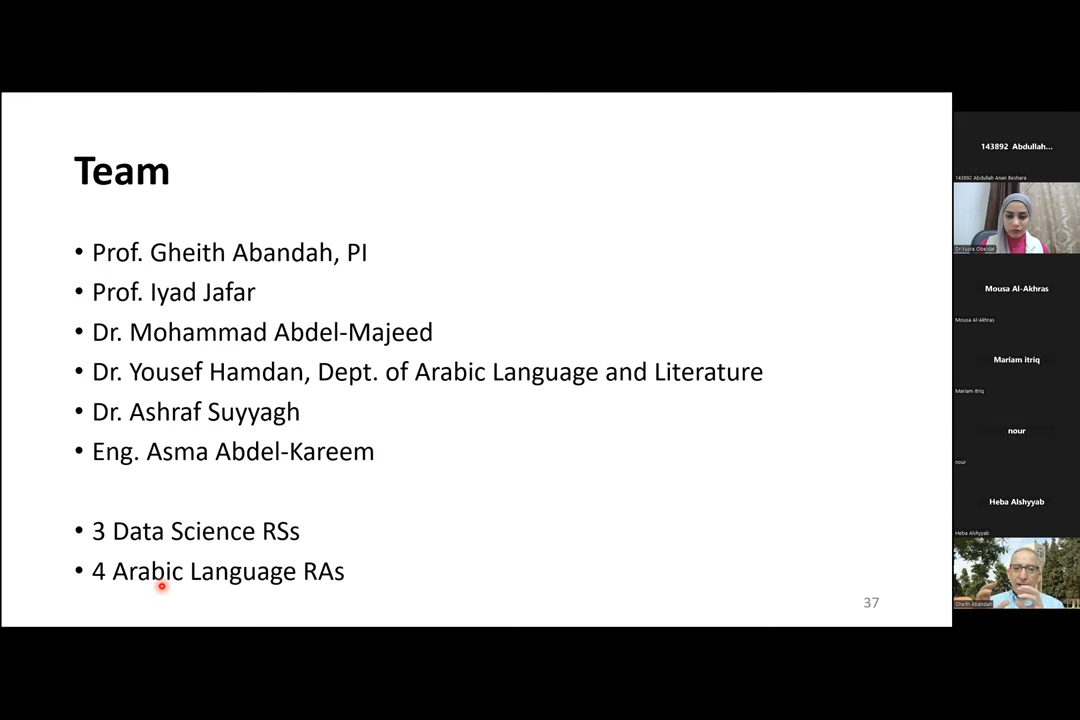 Team
• Prof. Gheith Abandah, PI
• Prof. Iyad Jafar
• Dr. Mohammad Abdel-Majeed
• Dr. Yousef Hamdan, Dept. of Arabic Language and Literature
• Dr. Ashraf Suyyagh
• Eng. Asma Abdel-Kareem
• 3 Data Science RSs
• 4 Arabic Language RAs
37
143892 Abdullah...
143892 Abdullah Anan Beshara
Dr.Yusra Obeidat
Mousa Al-Akhras
Mousa Al-Akhras
Mariam itriq
Mariam itriq
nour
nour
Heba Alshyyab
Heba Alshyyab
Gheith Abandah